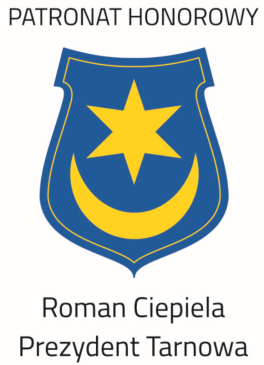 PATRONAT HONOROWY
Roman Ciepiela
Prezydent Tarnowa